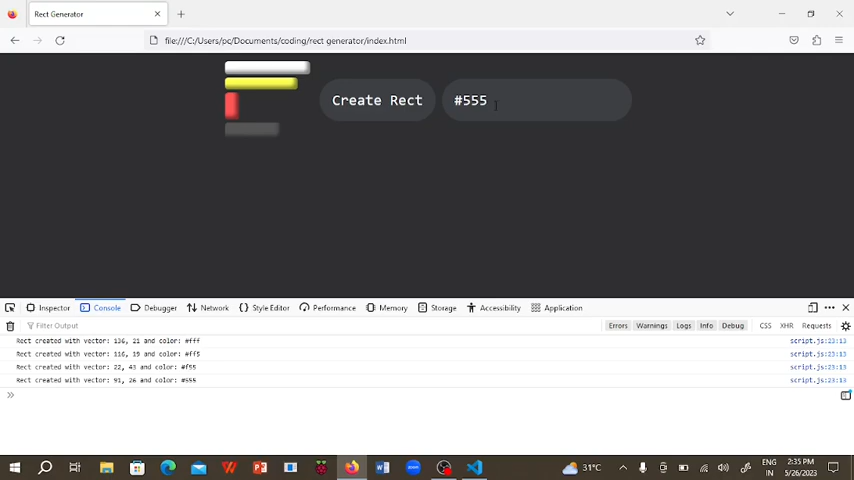 Rect Generator
file:///C:/Users/pc/Documents/coding/rect generator/index.html
Create Rect
#555
Inspector
Console
Debugger
Network
Style Editor
Performance
Memory
Storage
Accessibility
Application
Filter Output
Errors
Warnings
Logs
Info
Debug
CSS
XHR
Requests
Rect created with vector: 136, 21 and color: #fff script.js:23:13
Rect created with vector: 116, 19 and color: #ff5 script.js:23:13
Rect created with vector: 22, 43 and color: #f55 script.js:23:13
Rect created with vector: 91, 26 and color: #555 script.js:23:13
31°C
ENG
IN
2:35 PM
5/26/2023